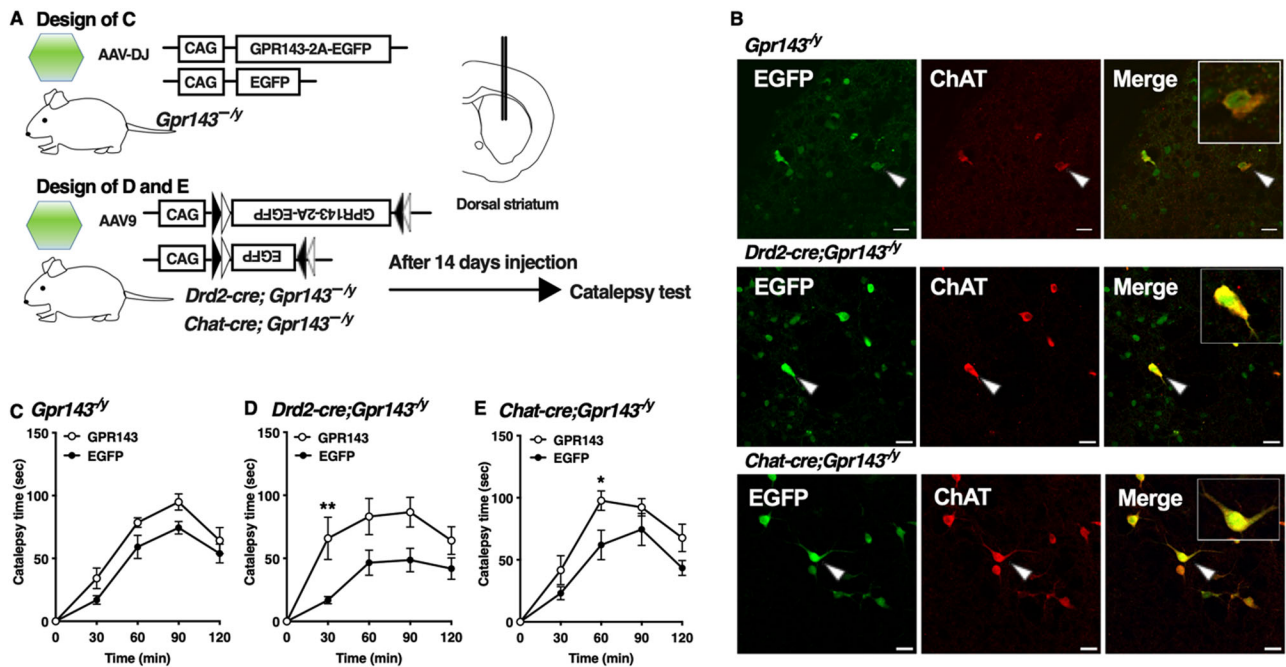 A
Design of C
AAV-DJ
CAG
GPR143-2A-EGFP
CAG
EGFP
Gpr143−/y
Dorsal striatum
Design of D and E
AAV9
CAG
GPR143-2A-EGFP
CAG
EGFP
Drd2-cre; Gpr143−/y
Chat-cre; Gpr143−/y
After 14 days injection
Catalepsy test
B
Gpr143-/y
EGFP
ChAT
Merge
Drd2-cre;Gpr143-/y
EGFP
ChAT
Merge
Chat-cre;Gpr143-/y
EGFP
ChAT
Merge
C Gpr143-/y
Catalepsy time (sec)
150
100
50
0
GPR143
EGFP
0 30 60 90 120
Time (min)
D Drd2-cre;Gpr143-/y
Catalepsy time (sec)
150
100
50
0
GPR143
EGFP
**
0 30 60 90 120
Time (min)
E Chat-cre;Gpr143-/y
Catalepsy time (sec)
150
100
50
0
GPR143
EGFP
*
0 30 60 90 120
Time (min)